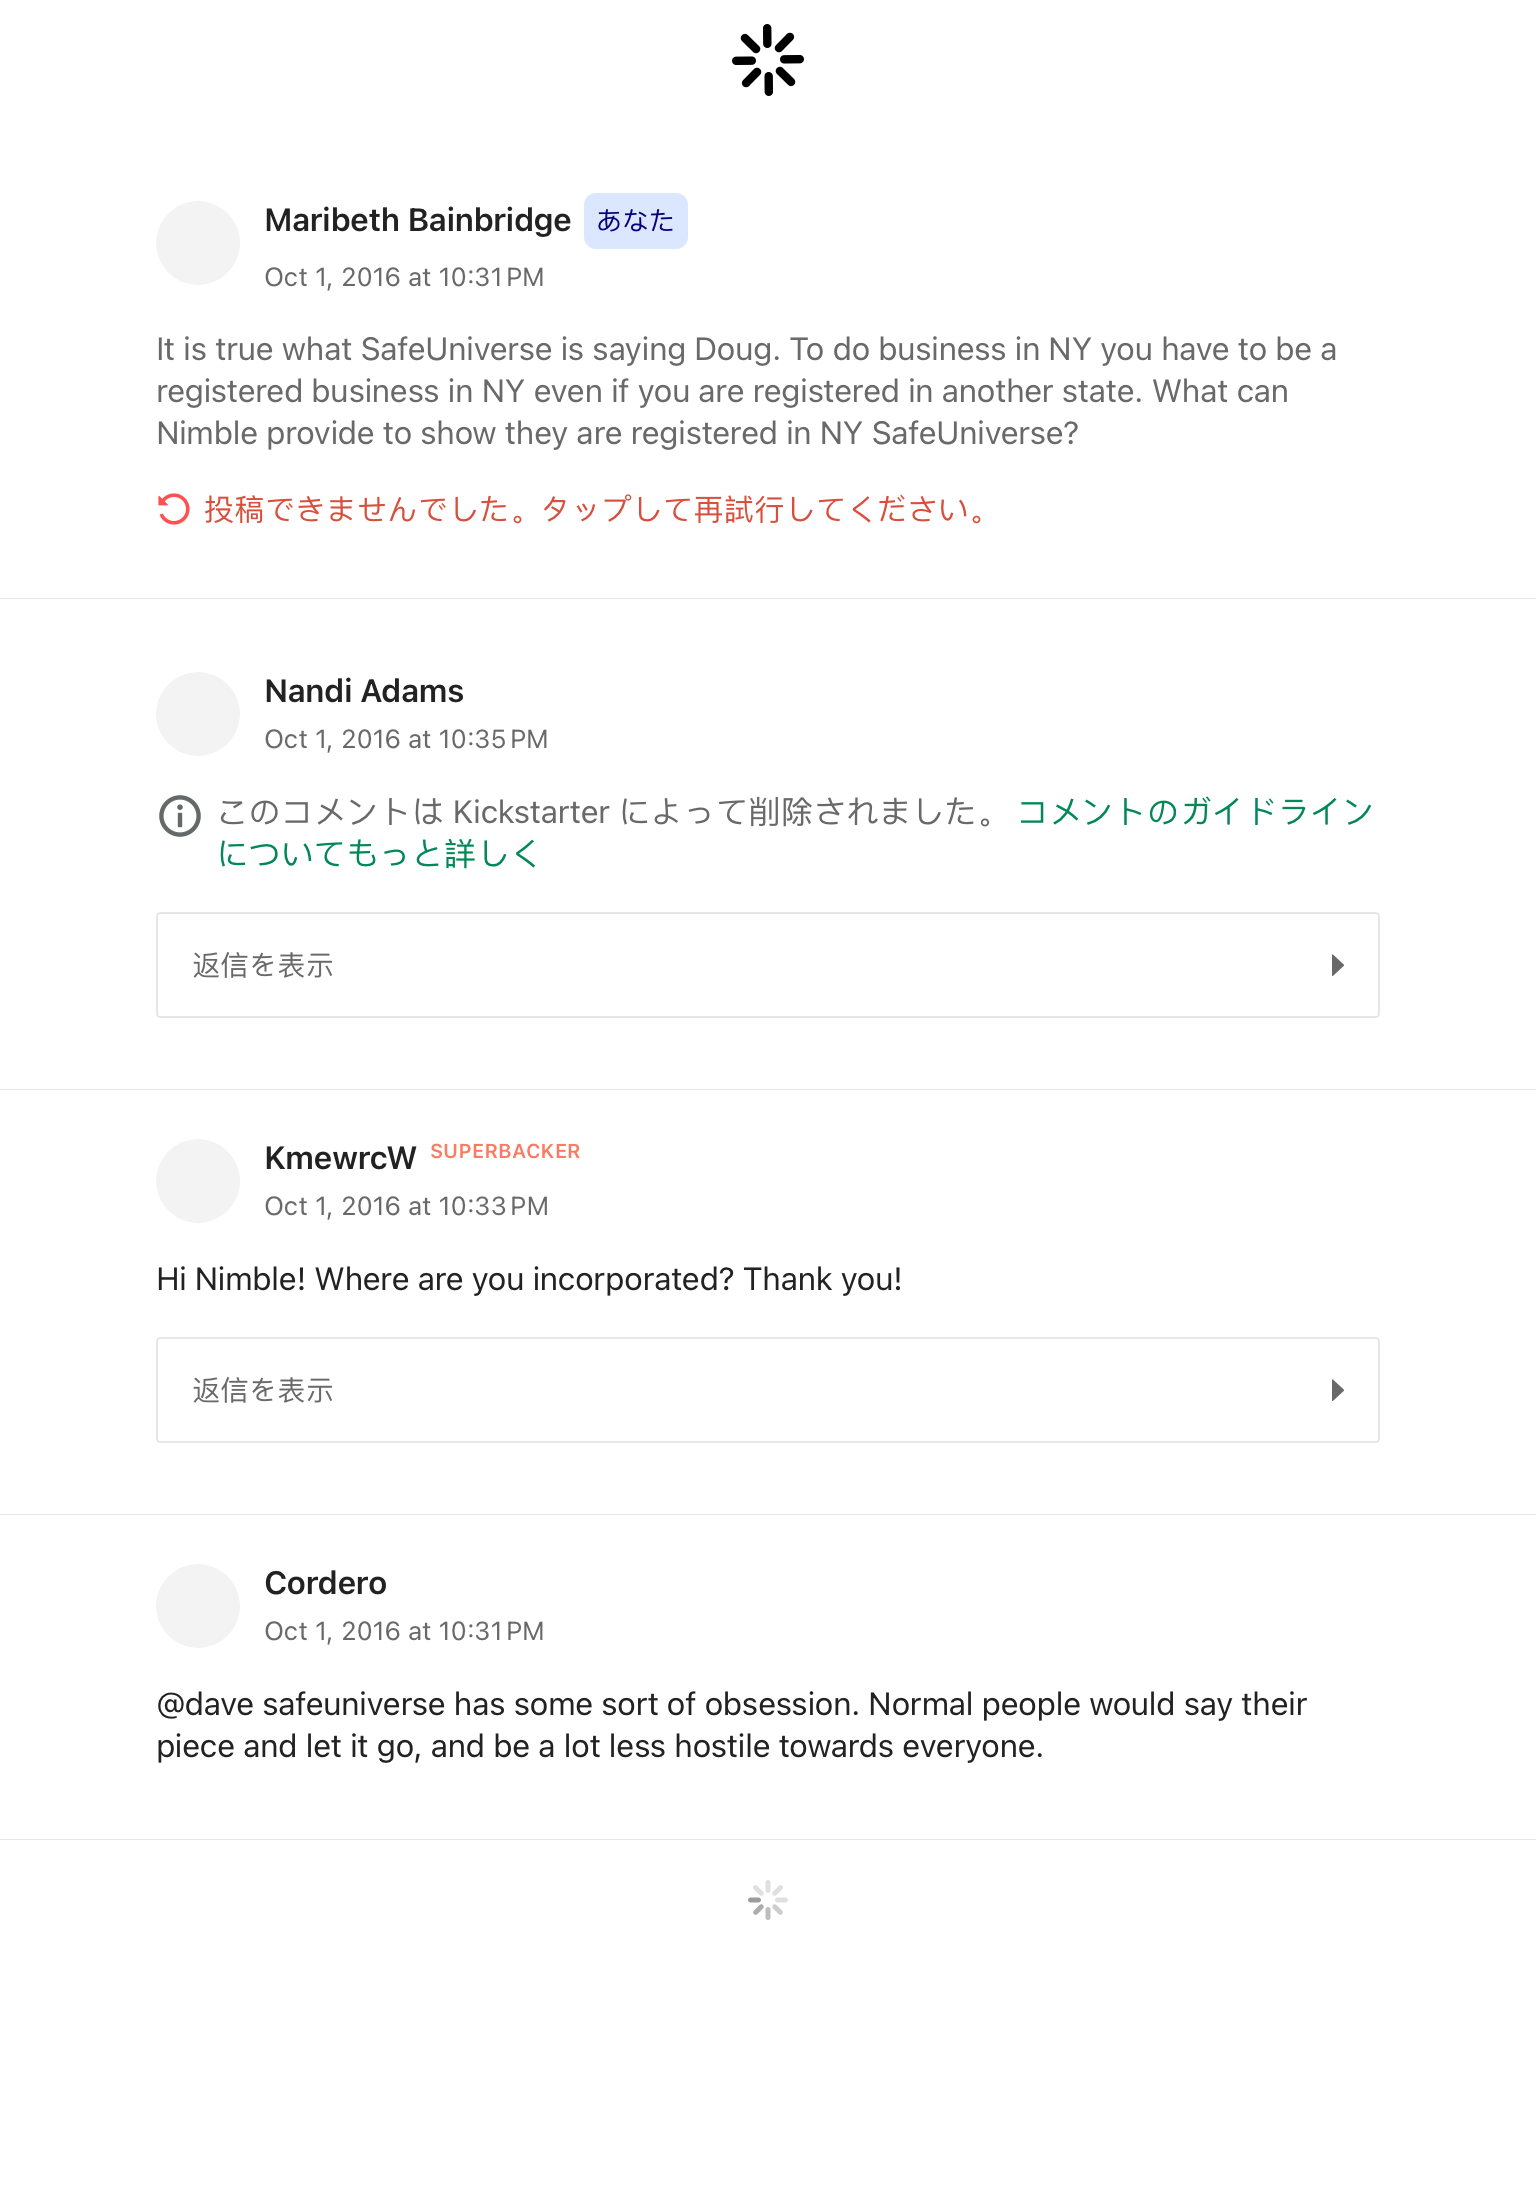 Maribeth Bainbridge あなた
Oct 1, 2016 at 10:31 PM
It is true what SafeUniverse is saying Doug. To do business in NY you have to be a
registered business in NY even if you are registered in another state. What can
Nimble provide to show they are registered in NY SafeUniverse?
投稿できませんでした。タップして再試行してください。
Nandi Adams
Oct 1, 2016 at 10:35 PM
このコメントは Kickstarter によって削除されました。 コメントのガイドライン
についてもっと詳しく
返信を表示
KmewrcW SUPERBACKER
Oct 1, 2016 at 10:33 PM
Hi Nimble! Where are you incorporated? Thank you!
返信を表示
Cordero
Oct 1, 2016 at 10:31 PM
@dave safeuniverse has some sort of obsession. Normal people would say their
piece and let it go, and be a lot less hostile towards everyone.